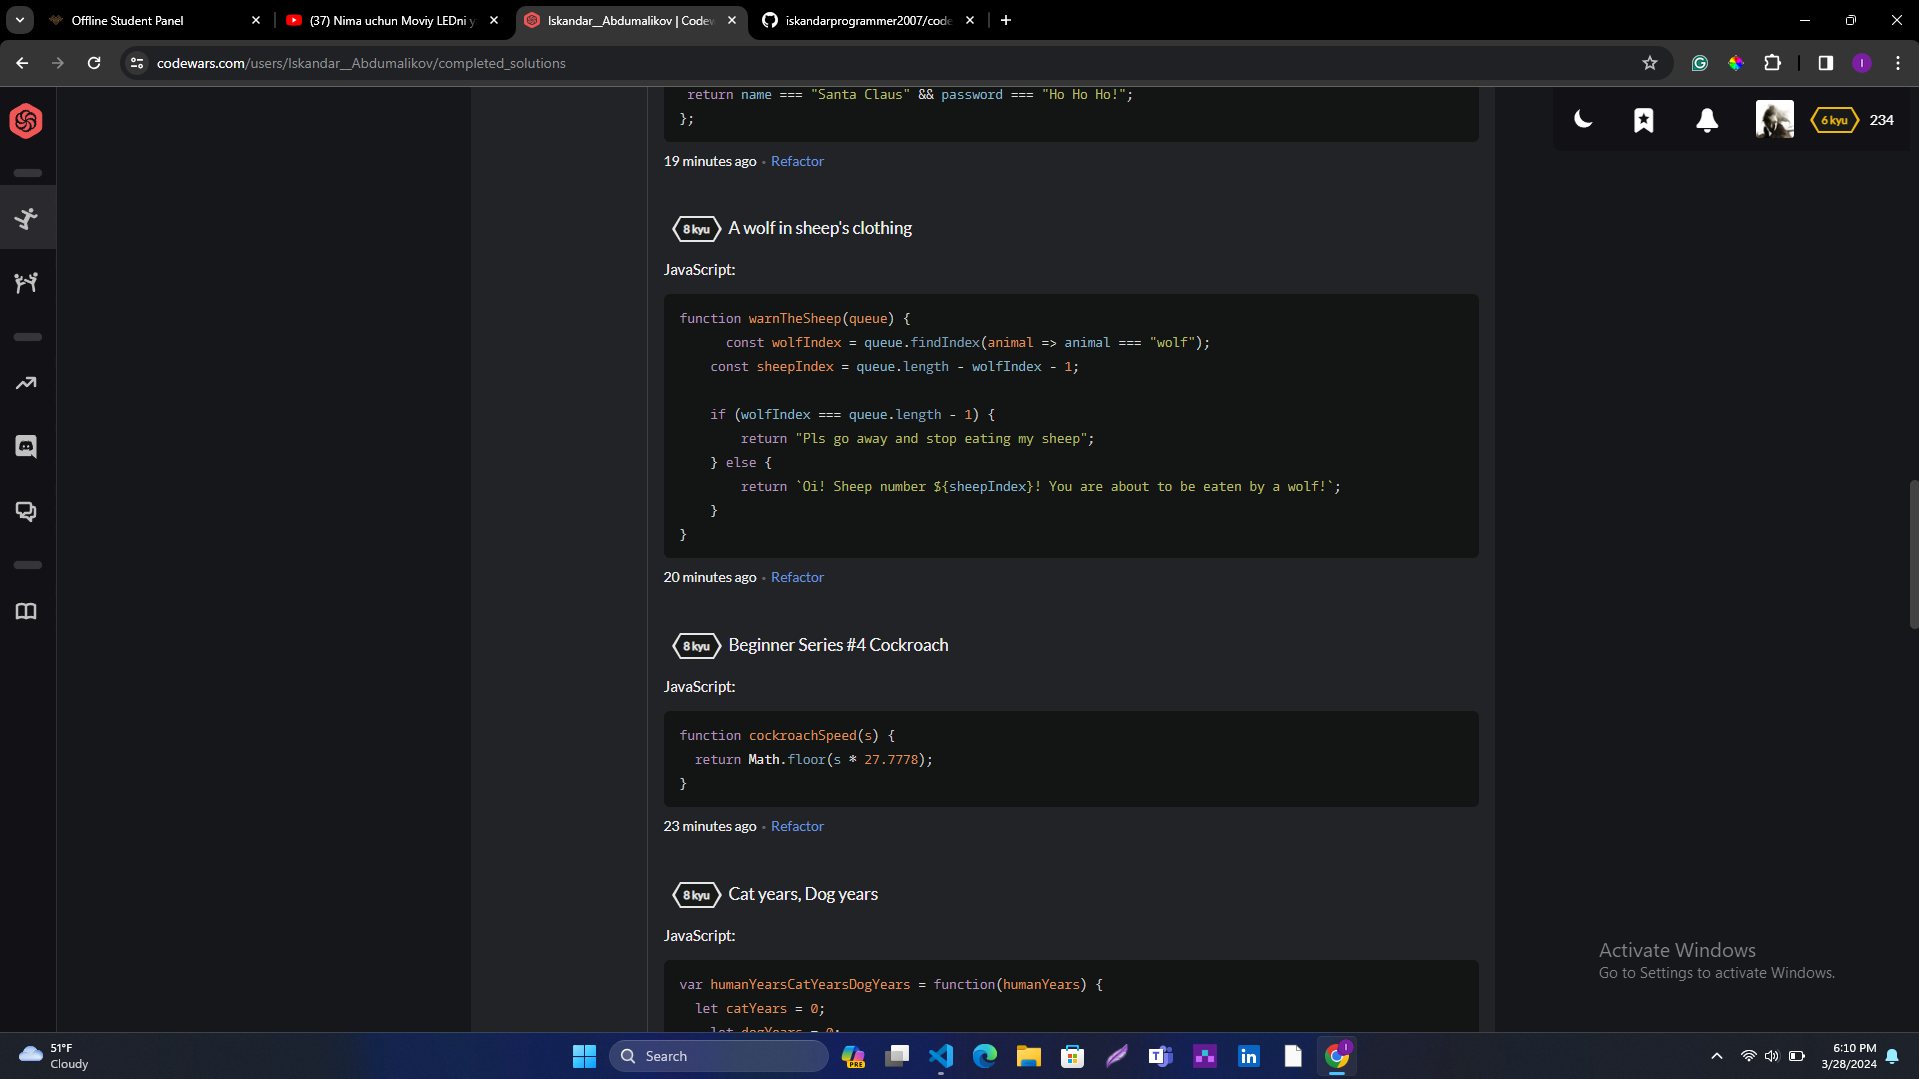 Offline Student Panel
(37) Nima uchun Moviy LEDni y
Iskandar__Abdumalikov | Codew
iskandarprogrammer2007/code
codewars.com/users/Iskandar__Abdumalikov/completed_solutions
I
6 kyu
234
return name === "Santa Claus" && password === "Ho Ho Ho!";
};
19 minutes ago • Refactor
8 kyu A wolf in sheep's clothing
JavaScript:
function warnTheSheep(queue) {
const wolfIndex = queue.findIndex(animal => animal === "wolf");
const sheepIndex = queue.length - wolfIndex - 1;
if (wolfIndex === queue.length - 1) {
return "Pls go away and stop eating my sheep";
} else {
return `Oi! Sheep number ${sheepIndex}! You are about to be eaten by a wolf!`;
}
}
20 minutes ago • Refactor
8 kyu Beginner Series #4 Cockroach
JavaScript:
function cockroachSpeed(s) {
return Math.floor(s * 27.7778);
}
23 minutes ago • Refactor
8 kyu Cat years, Dog years
JavaScript:
var humanYearsCatYearsDogYears = function(humanYears) {
let catYears = 0;
let dogYears = 0;
Activate Windows
Go to Settings to activate Windows.
51°F
Cloudy
Search
PRE
T
in
I
6:10 PM
3/28/2024